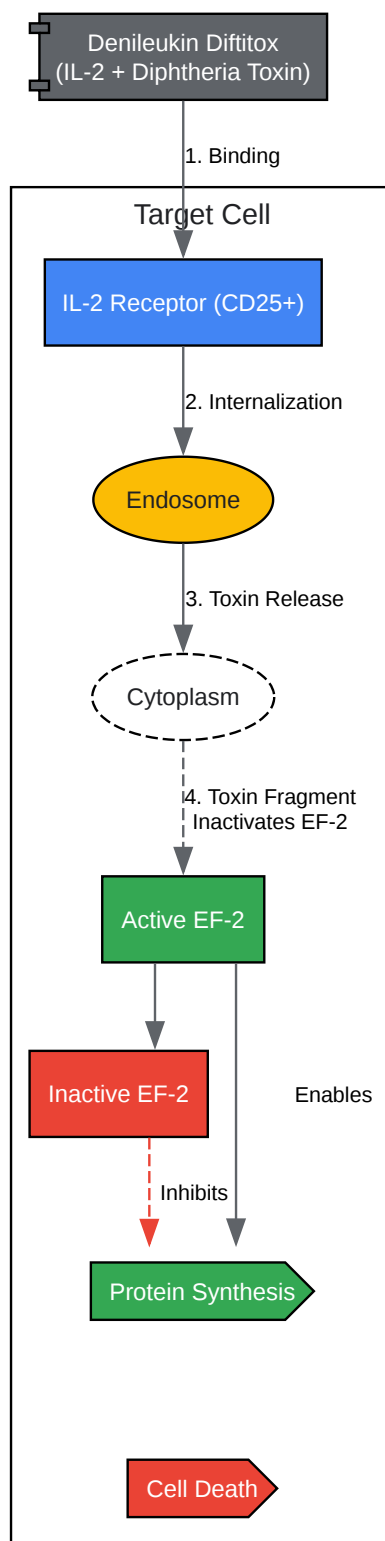 Denileukin Diftitox
(IL-2 + Diphtheria Toxin)
1. Binding
Target Cell
IL-2 Receptor (CD25+)
2. Internalization
Endosome
3. Toxin Release
Cytoplasm
4. Toxin Fragment
Inactivates EF-2
Active EF-2
Inactive EF-2
Enables
Inhibits
Protein Synthesis
Cell Death